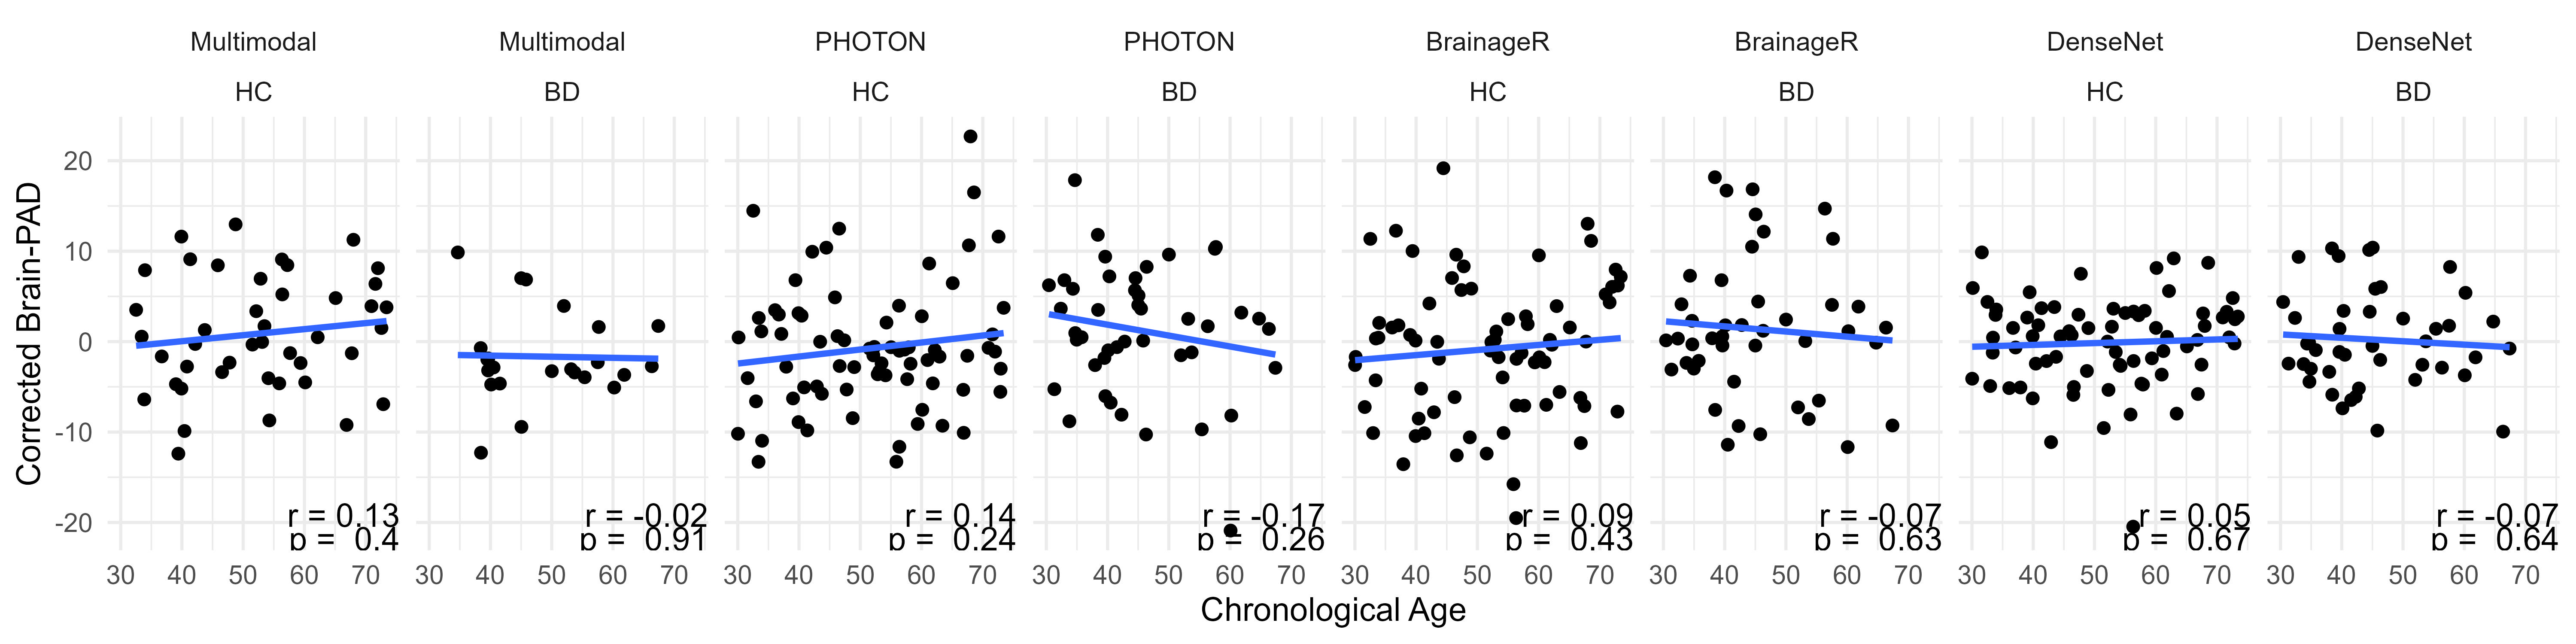 Multimodal Multimodal PHOTON PHOTON BrainageR BrainageR DenseNet DenseNet
HC BD HC BD HC BD HC BD
Corrected Brain-PAD
20
10
0
-10
-20
r = 0.13 r = -0.02 r = 0.14 r = -0.17 r = 0.09 r = -0.07 r = 0.05 r = -0.07
p = 0.4 p = 0.91 p = 0.24 p = 0.26 p = 0.43 p = 0.63 p = 0.67 p = 0.64
30 40 50 60 70 30 40 50 60 70 30 40 50 60 70 30 40 50 60 70 30 40 50 60 70 30 40 50 60 70 30 40 50 60 70 30 40 50 60 70
Chronological Age